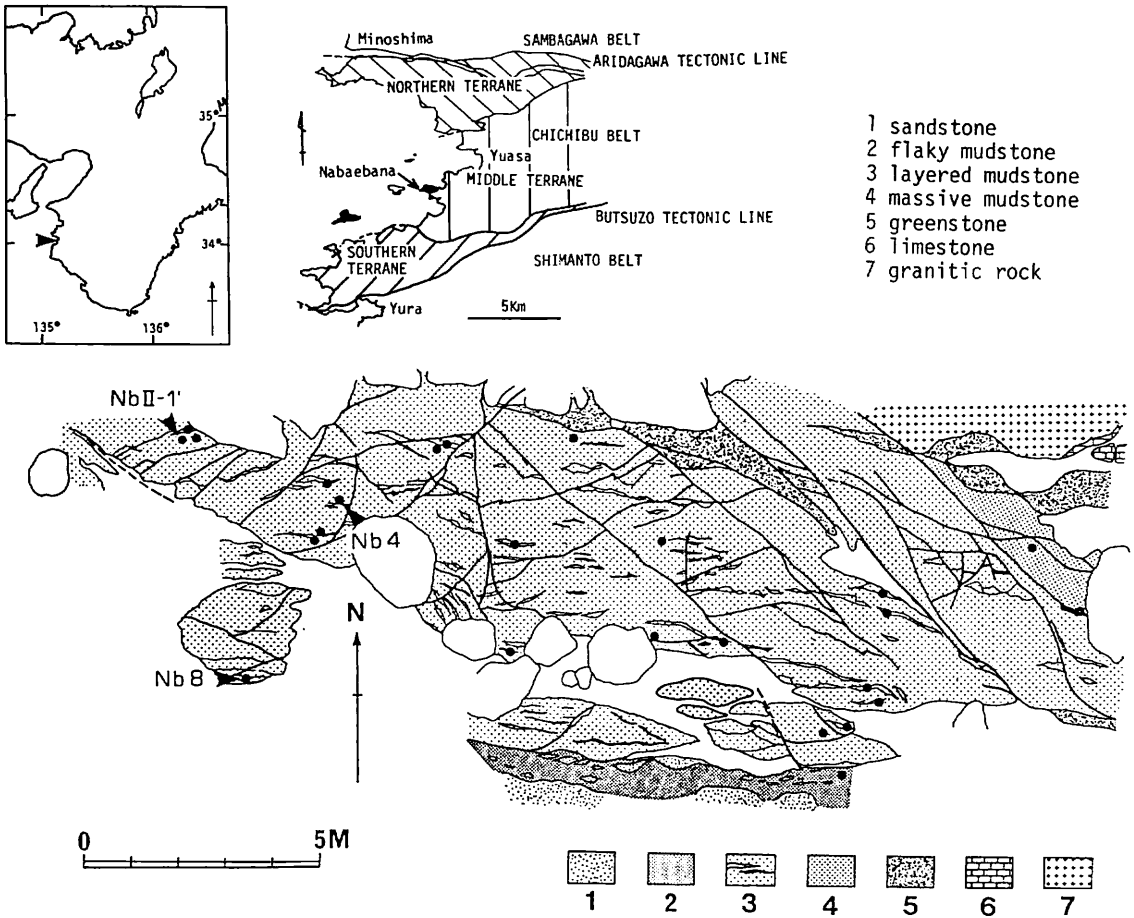 35°
34°
135°
136°
Minoshima
SAMBAGAWA BELT
ARIDAGAWA TECTONIC LINE
NORTHERN TERRANE
CHICHIBU BELT
Yuasa
Nabaebana
MIDDLE TERRANE
BUTSUZO TECTONIC LINE
SOUTHERN
TERRANE
SHIMANTO BELT
Yura
5Km
1 sandstone
2 flaky mudstone
3 layered mudstone
4 massive mudstone
5 greenstone
6 limestone
7 granitic rock
NbII-1'
Nb4
Nb8
N
0 5M
1 2 3 4 5 6 7